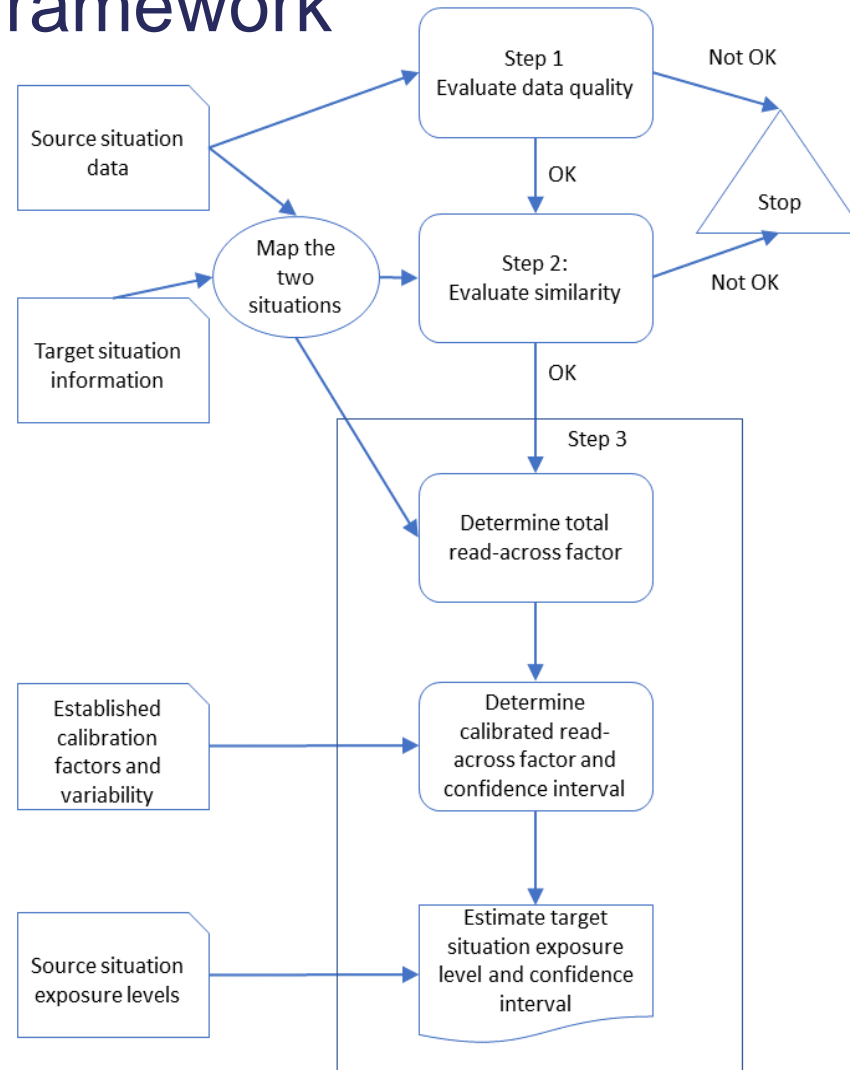 ramework
Step 1
Evaluate data quality
Not OK
Source situation
data
OK
Stop
Map the
two
situations
Step 2:
Evaluate similarity
Not OK
Target situation
information
OK
Step 3
Determine total
read-across factor
Established
calibration
factors and
variability
Determine
calibrated read-
across factor and
confidence interval
Source situation
exposure levels
Estimate target
situation exposure
level and confidence
interval